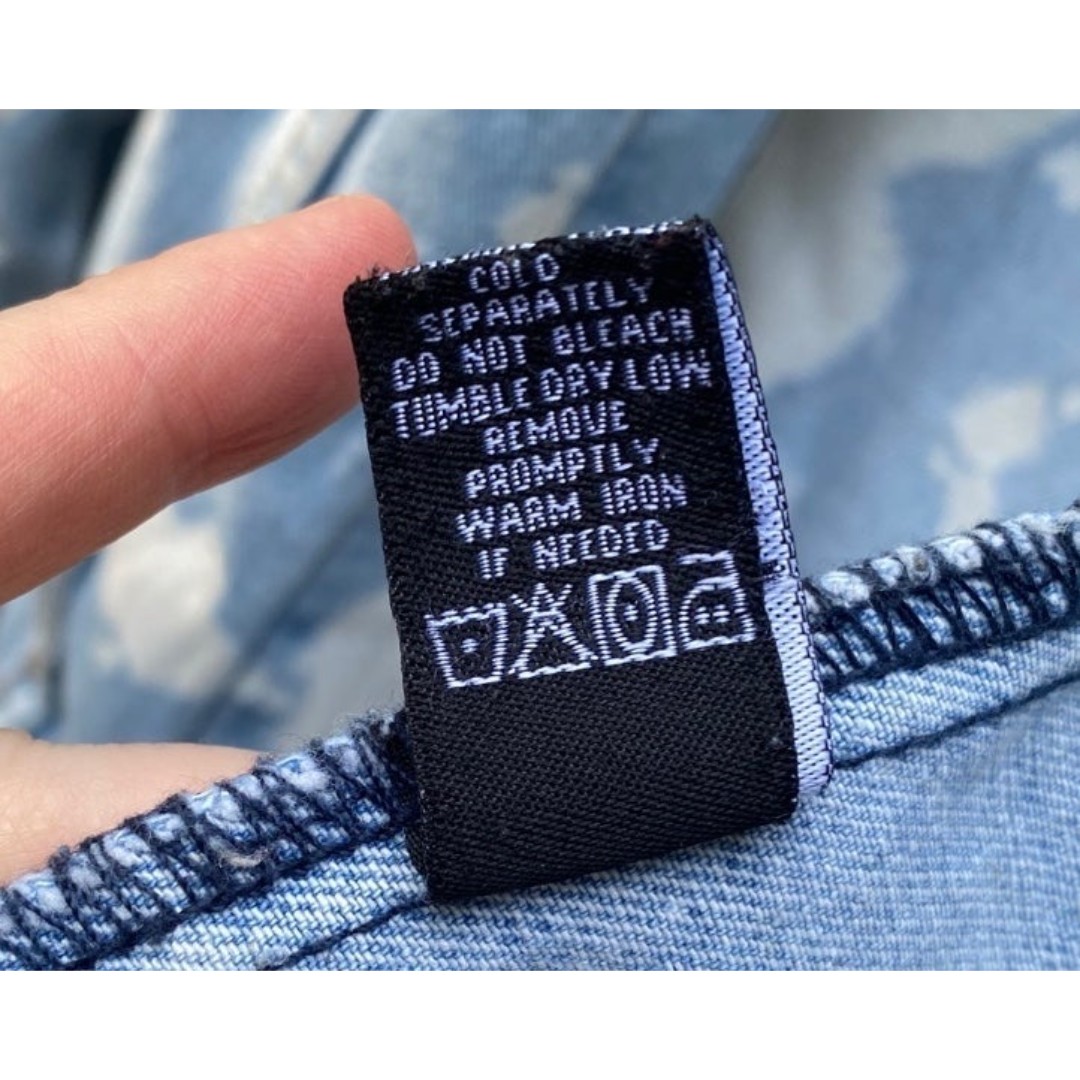 COLD
SEPARATELY
DO NOT BLEACH
TUMBLE DRY LOW
REMOVE
PROMPTLY
WARM IRON
IF NEEDED